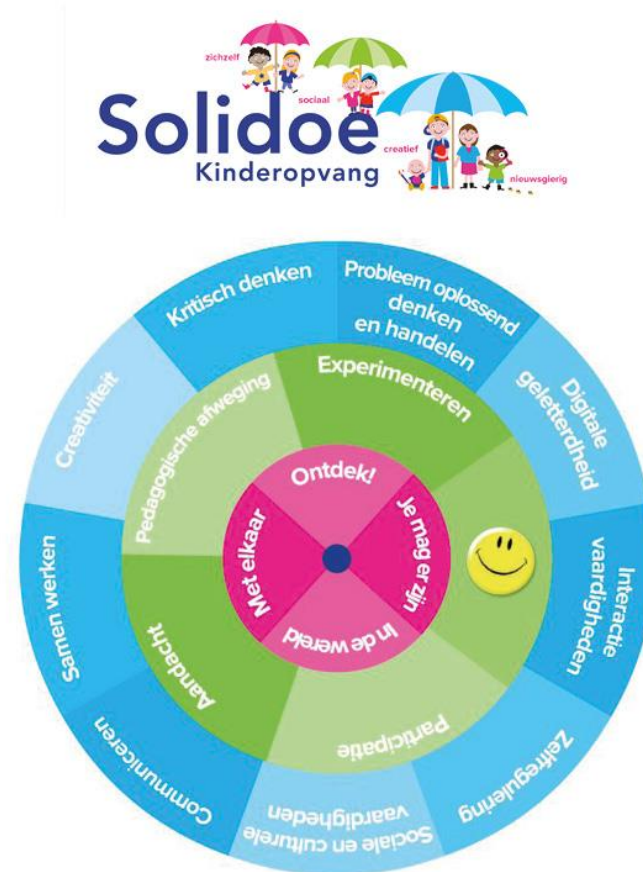 zichzelf
sociaal
Solidoe
creatief
Kinderopvang
nieuwsgierig
Kritisch denken
Probleem oplossend
denken
en handelen
Digitale
geletterdheid
Interactie
vaardigheden
Zelfregulering
Sociale en culturele
vaardigheden
Communiceren
Samen werken
Creativiteit
Pedagogische afweging
Experimenteren
Participatie
Aandacht
Ontdek!
Je mag er zijn
In de wereld
Met elkaar